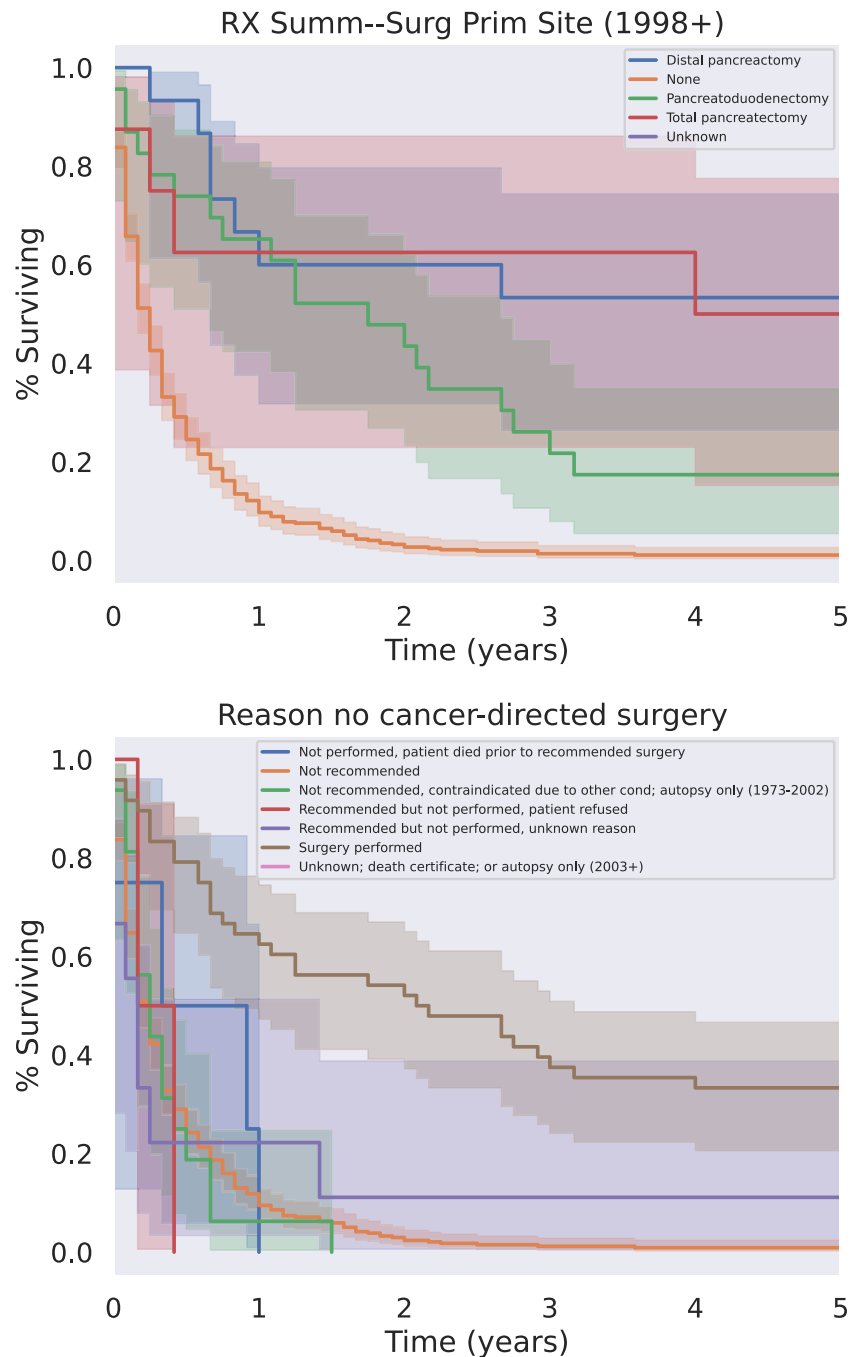 RX Summ--Surg Prim Site (1998+)
Distal pancreactomy
None
Pancreatoduodenectomy
Total pancreatectomy
Unknown
% Surviving
1.0
0.8
0.6
0.4
0.2
0.0
0 1 2 3 4 5
Time (years)
Reason no cancer-directed surgery
Not performed, patient died prior to recommended surgery
Not recommended
Not recommended, contraindicated due to other cond; autopsy only (1973-2002)
Recommended but not performed, patient refused
Recommended but not performed, unknown reason
Surgery performed
Unknown; death certificate; or autopsy only (2003+)
% Surviving
1.0
0.8
0.6
0.4
0.2
0.0
0 1 2 3 4 5
Time (years)